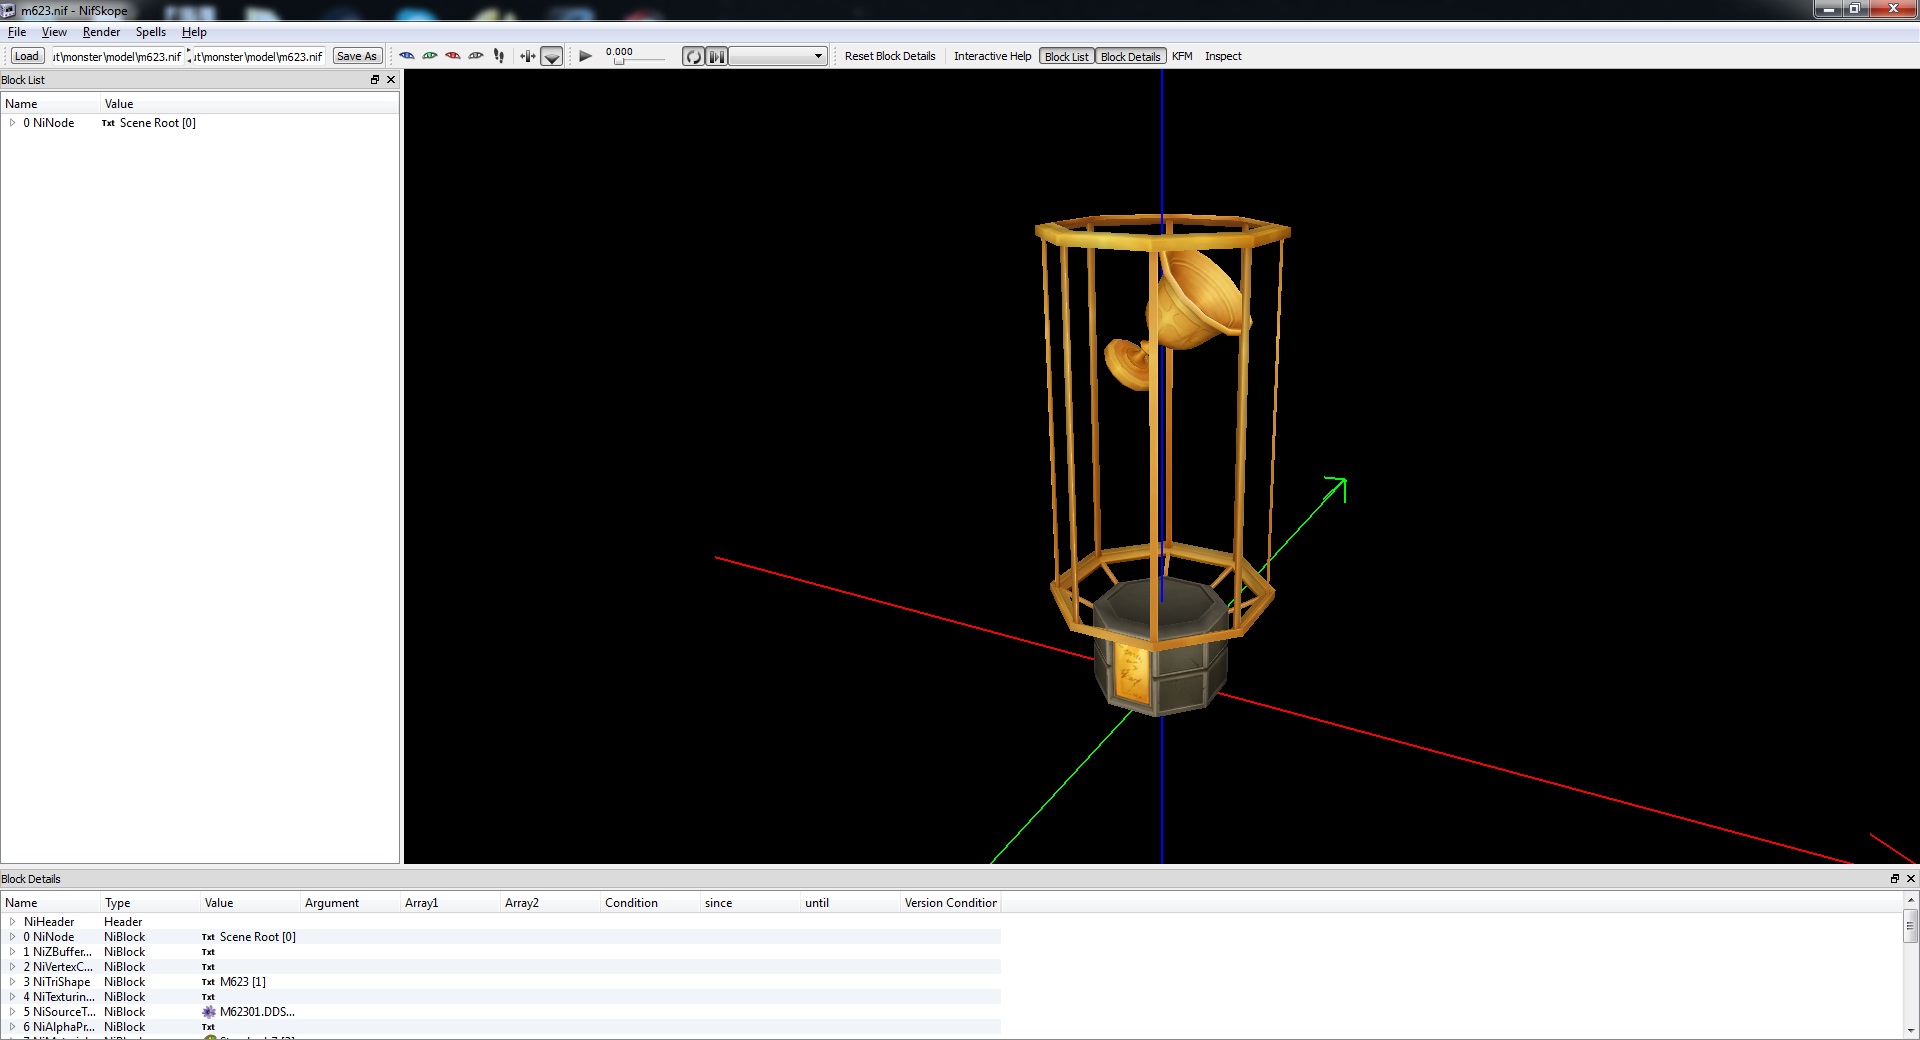 m623.nif - NifSkope
File View Render Spells Help
Load ut\monster\model\m623.nif ut\monster\model\m623.nif Save As 0.000 Reset Block Details Interactive Help Block List Block Details KFM Inspect
Block List
Name Value
0 NiNode Txt Scene Root [0]
Block Details
Name Type Value Argument Array1 Array2 Condition since until Version Condition
NiHeader Header
0 NiNode NiBlock Txt Scene Root [0]
1 NiZBuffer... NiBlock Txt
2 NiVertexC... NiBlock Txt
3 NiTriShape NiBlock Txt M623 [1]
4 NiTexturin... NiBlock Txt
5 NiSourceT... NiBlock M62301.DDS...
6 NiAlphaPr... NiBlock Txt